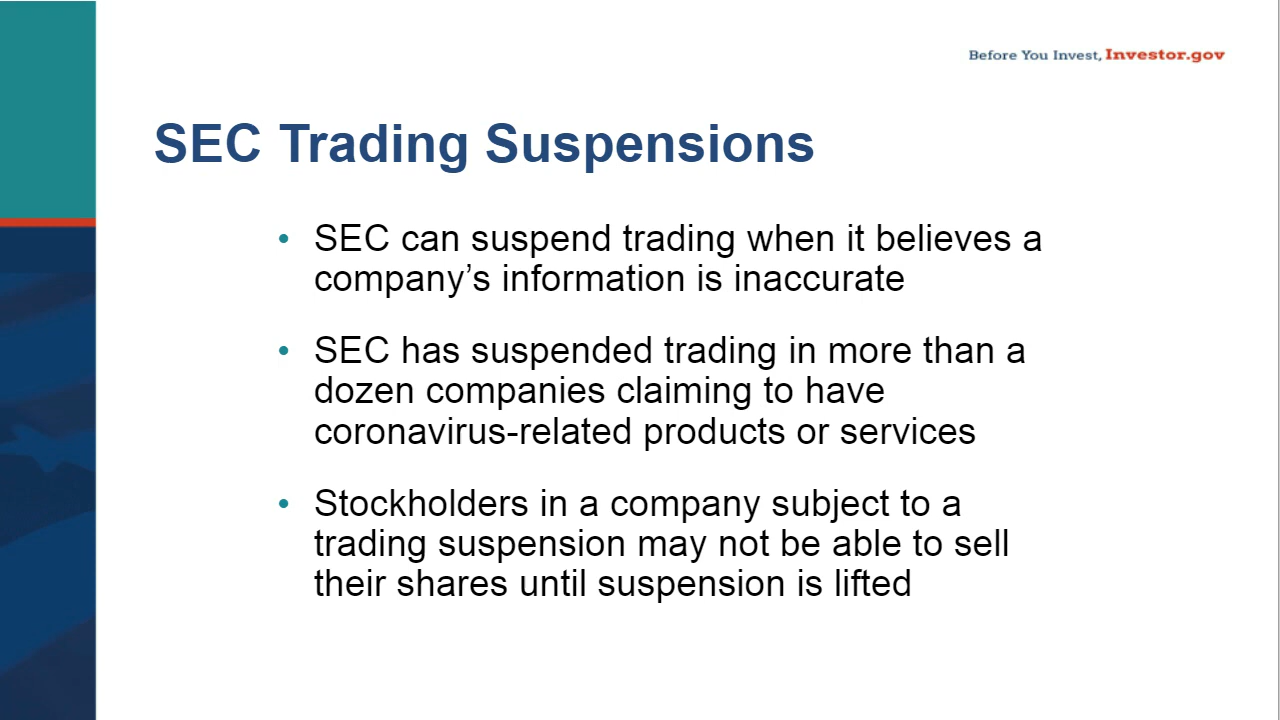 Before You Invest, Investor.gov
SEC Trading Suspensions
• SEC can suspend trading when it believes a
company’s information is inaccurate
• SEC has suspended trading in more than a
dozen companies claiming to have
coronavirus-related products or services
• Stockholders in a company subject to a
trading suspension may not be able to sell
their shares until suspension is lifted